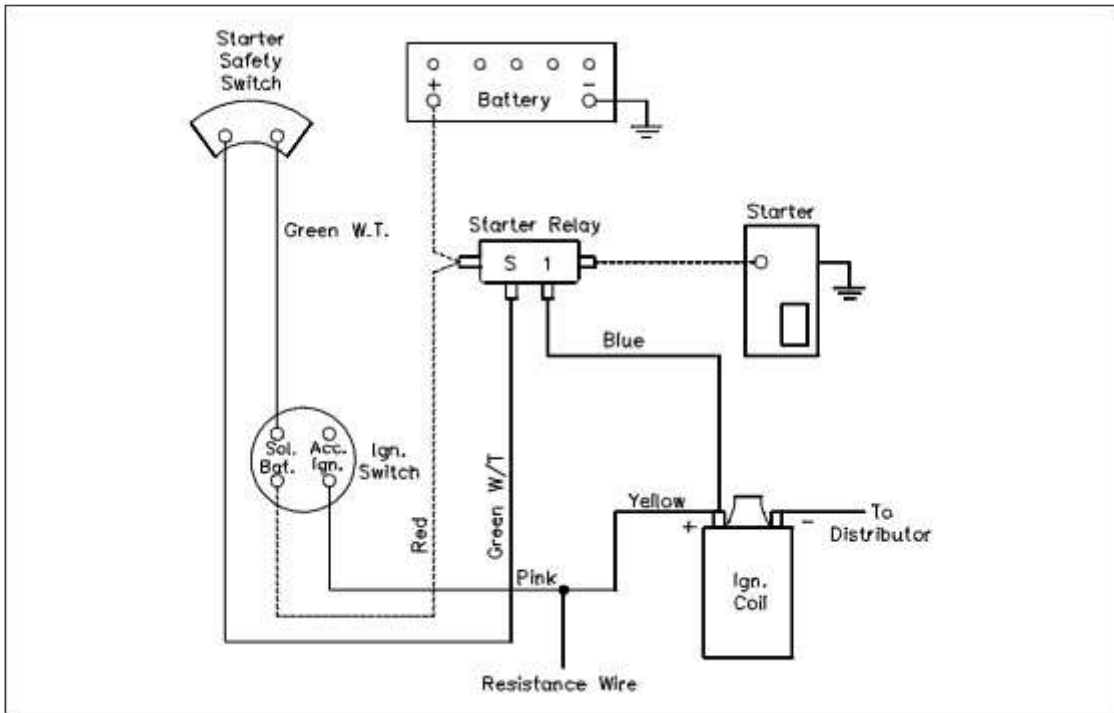 Starter
Safety
Switch
+
-
Battery
Green W.T.
Starter Relay
S 1
Starter
Blue
Sol. Acc.
Bat. Ign.
Ign.
Switch
Red
Green W/T
Yellow
+
-
To
Distributor
Pink
Ign.
Coil
Resistance Wire